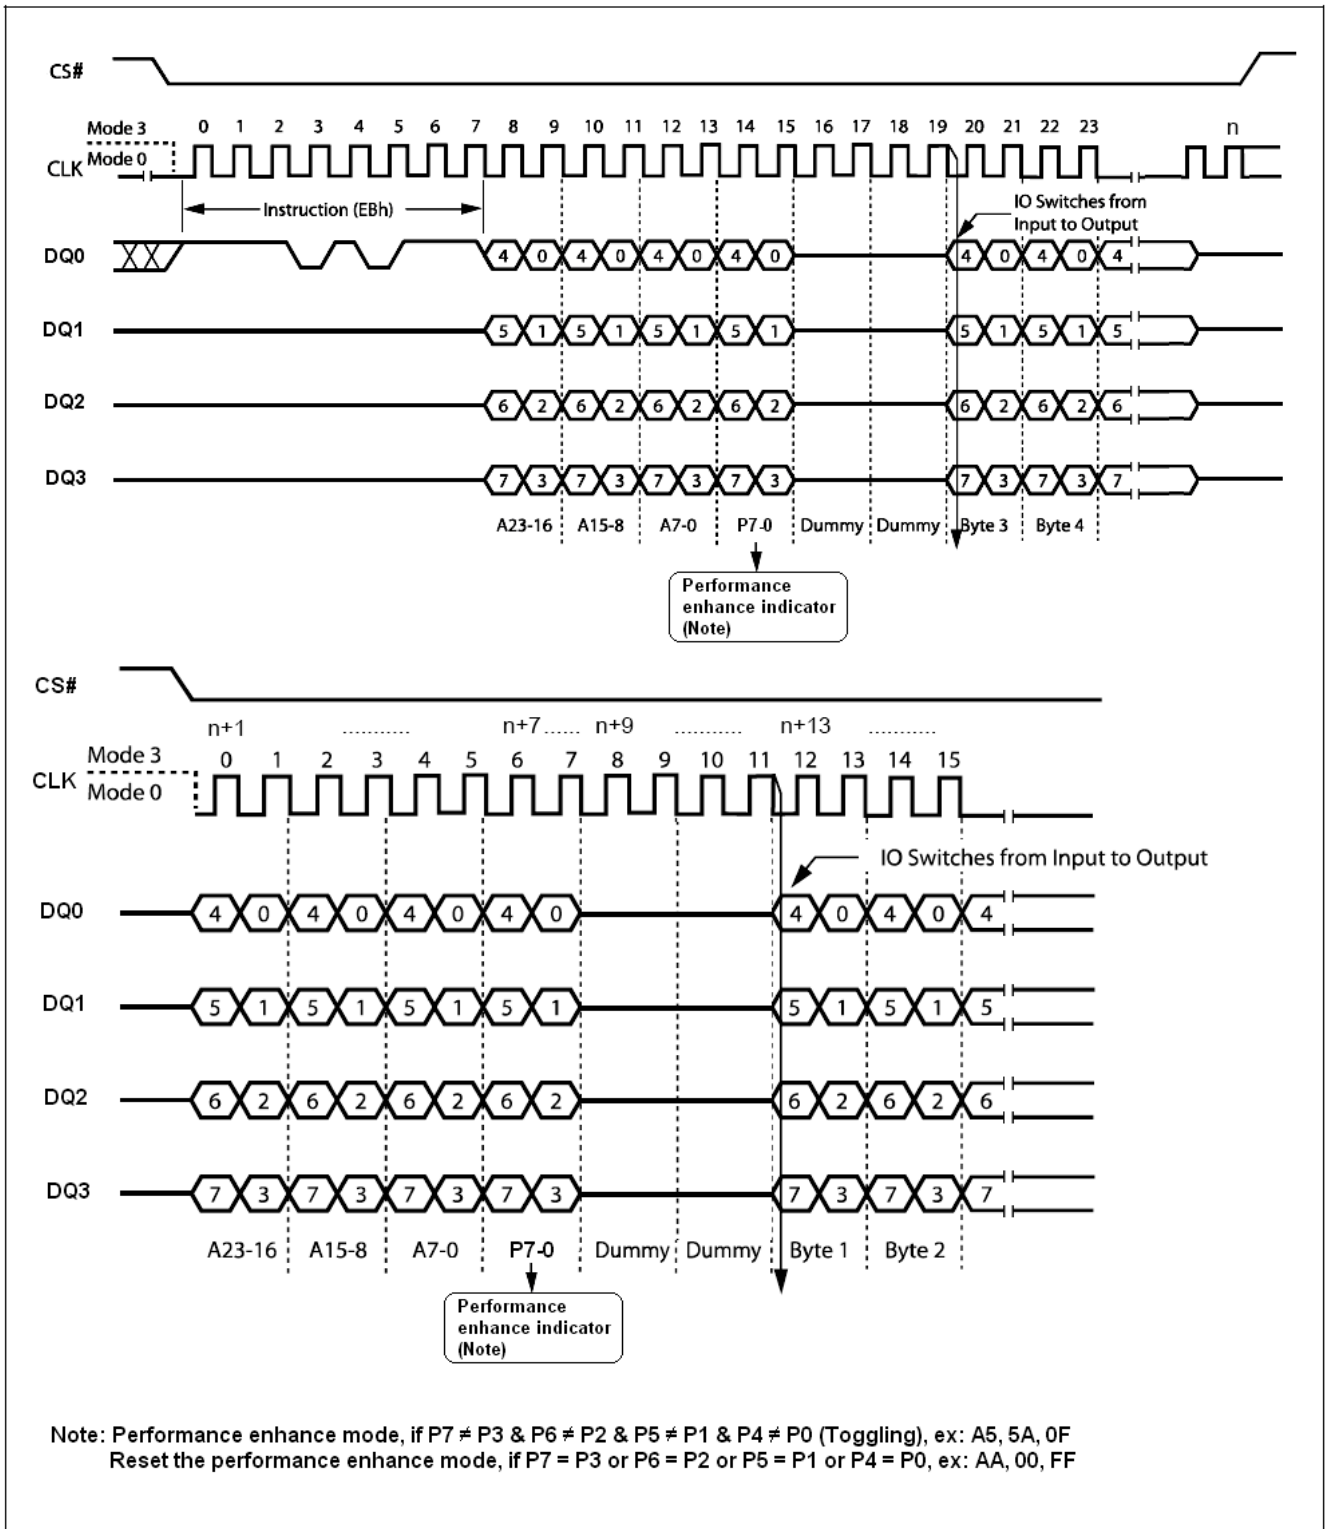 CS#
Mode 3
0 1 2 3 4 5 6 7 8 9 10 11 12 13 14 15 16 17 18 19 20 21 22 23 n
Mode 0
CLK
Instruction (EBh)
IO Switches from
Input to Output
DQ0 4 0 4 0 4 0 4 0 4 0 4 0 4
DQ1 5 1 5 1 5 1 5 1 5 1 5 1 5
DQ2 6 2 6 2 6 2 6 2 6 2 6 2 6
DQ3 7 3 7 3 7 3 7 3 7 3 7 3 7
A23-16 A15-8 A7-0 P7-0 Dummy Dummy Byte 3 Byte 4
Performance
enhance indicator
(Note)
CS#
n+1 ........... n+7 ...... n+9 ........... n+13 ...........
Mode 3
0 1 2 3 4 5 6 7 8 9 10 11 12 13 14 15
CLK
Mode 0
IO Switches from Input to Output
DQ0 4 0 4 0 4 0 4 0 4 0 4 0 4
DQ1 5 1 5 1 5 1 5 1 5 1 5 1 5
DQ2 6 2 6 2 6 2 6 2 6 2 6 2 6
DQ3 7 3 7 3 7 3 7 3 7 3 7 3 7
A23-16 A15-8 A7-0 P7-0 Dummy Dummy Byte 1 Byte 2
Performance
enhance indicator
(Note)
Note: Performance enhance mode, if P7 ≠ P3 & P6 ≠ P2 & P5 ≠ P1 & P4 ≠ P0 (Toggling), ex: A5, 5A, 0F
Reset the performance enhance mode, if P7 = P3 or P6 = P2 or P5 = P1 or P4 = P0, ex: AA, 00, FF